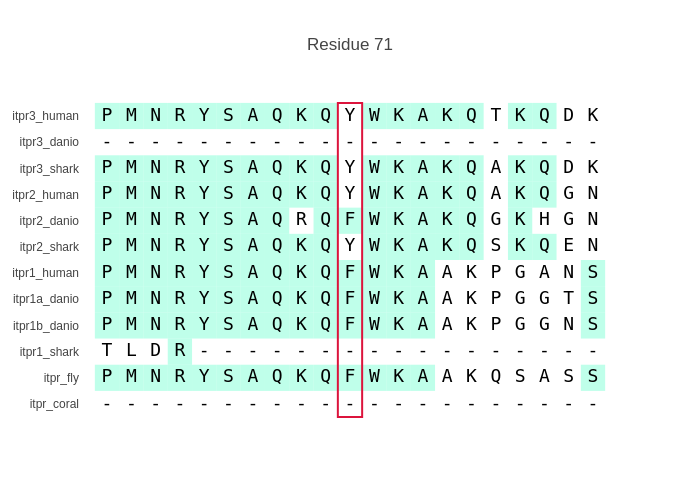 Residue 71
itpr3_human P M N R Y S A Q K Q Y W K A K Q T K Q D K
itpr3_danio - - - - - - - - - - - - - - - - - - - - -
itpr3_shark P M N R Y S A Q K Q Y W K A K Q A K Q D K
itpr2_human P M N R Y S A Q K Q Y W K A K Q A K Q G N
itpr2_danio P M N R Y S A Q R Q F W K A K Q G K H G N
itpr2_shark P M N R Y S A Q K Q Y W K A K Q S K Q E N
itpr1_human P M N R Y S A Q K Q F W K A A K P G A N S
itpr1a_danio P M N R Y S A Q K Q F W K A A K P G G T S
itpr1b_danio P M N R Y S A Q K Q F W K A A K P G G N S
itpr1_shark T L D R - - - - - - - - - - - - - - - - -
itpr_fly P M N R Y S A Q K Q F W K A A K Q S A S S
itpr_coral - - - - - - - - - - - - - - - - - - - - -